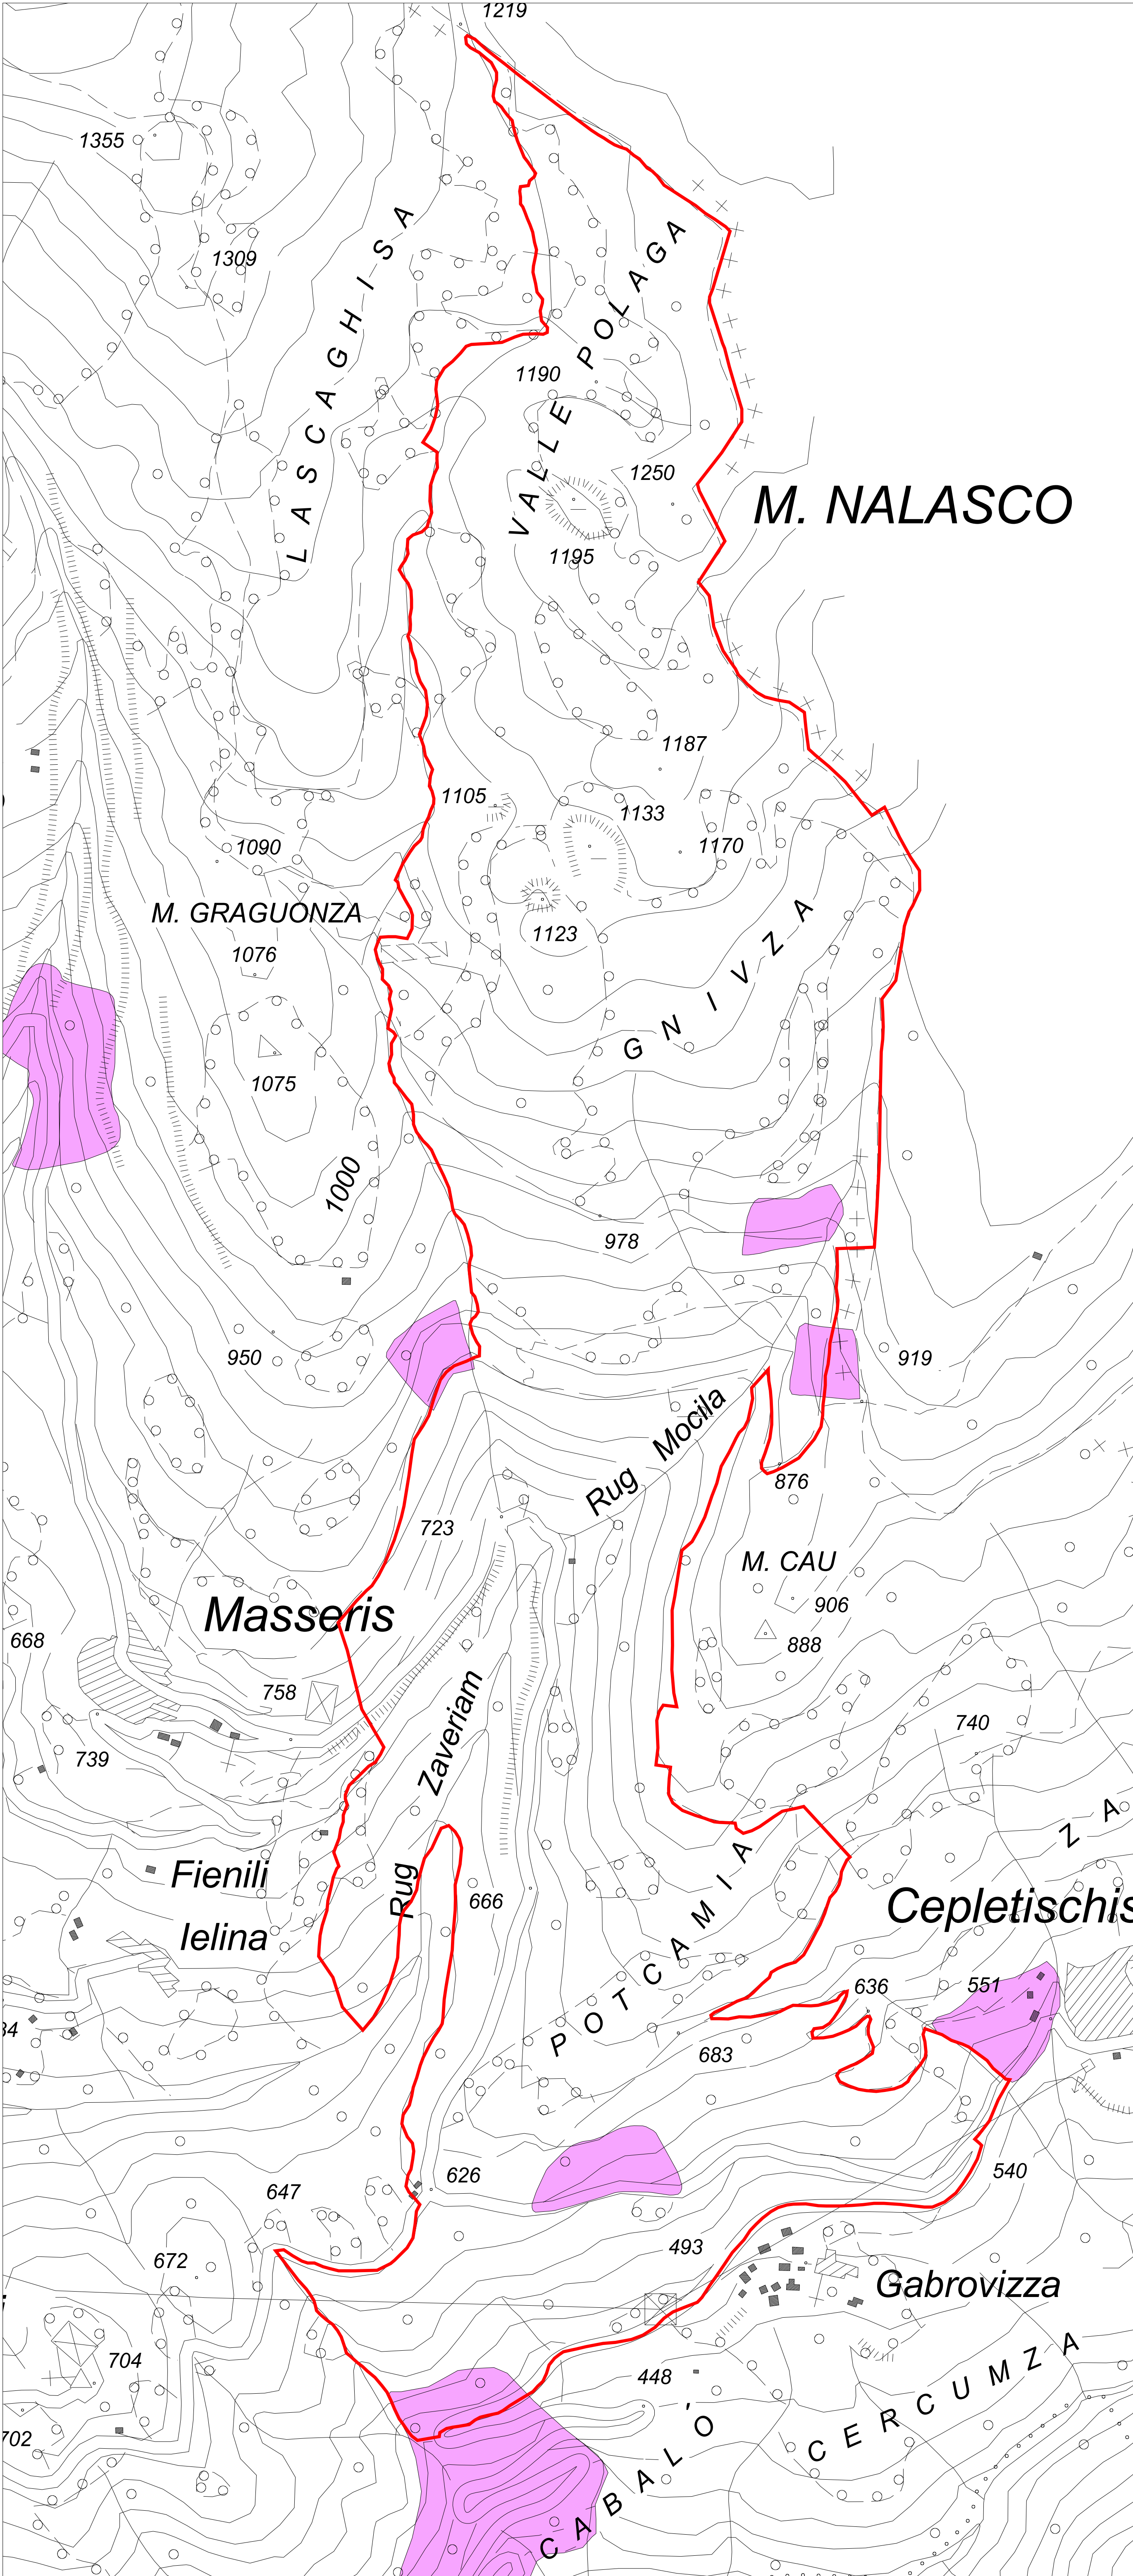 1219
1355
1309
LASCAGHISA
VALLE POLAGA
1190
1250
M. NALASCO
1195
1187
1105
1133
1170
1090
M. GRAGUONZA
1076
1123
GNIVZA
1075
1000
978
950
919
Rug Mocila
876
723
M. CAU
906
888
Masseris
668
758
739
740
Rug Zaveriam
ZA
Fienili
Ielina
666
Cepletischis
POTCAMIA
636
551
683
626
540
647
493
672
Gabrovizza
704
448
702
CABALÓ
CERCUMZA